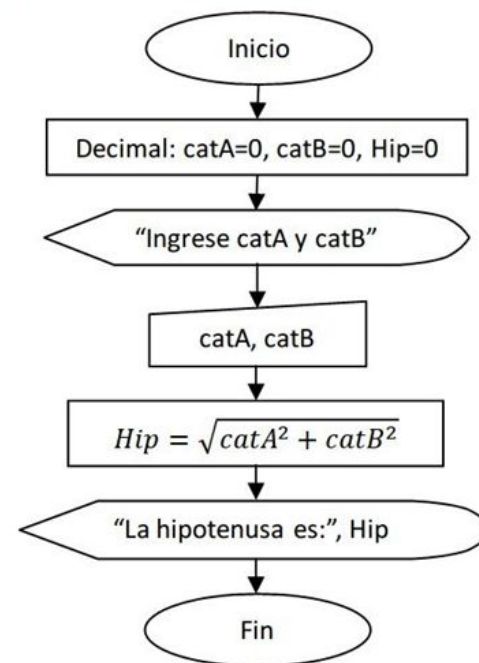 Inicio
Decimal: catA=0, catB=0, Hip=0
“Ingrese catA y catB”
catA, catB
Hip = √catA² + catB²
“La hipotenusa es:”, Hip
Fin